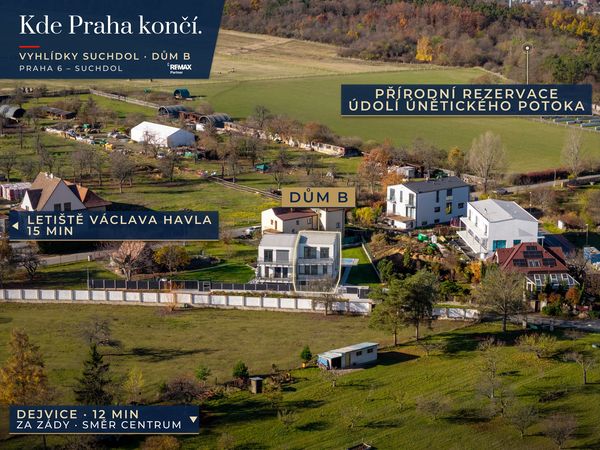 Kde Praha končí.
VYHLÍDKY SUCHDOL · DŮM B
PRAHA 6 – SUCHDOL
RE/MAX
Partner
PŘÍRODNÍ REZERVACE
ÚDOLÍ ÚNĚTICKÉHO POTOKA
DŮM B
LETIŠTĚ VÁCLAVA HAVLA
15 MIN
DEJVICE · 12 MIN
ZA ZÁDY · SMĚR CENTRUM